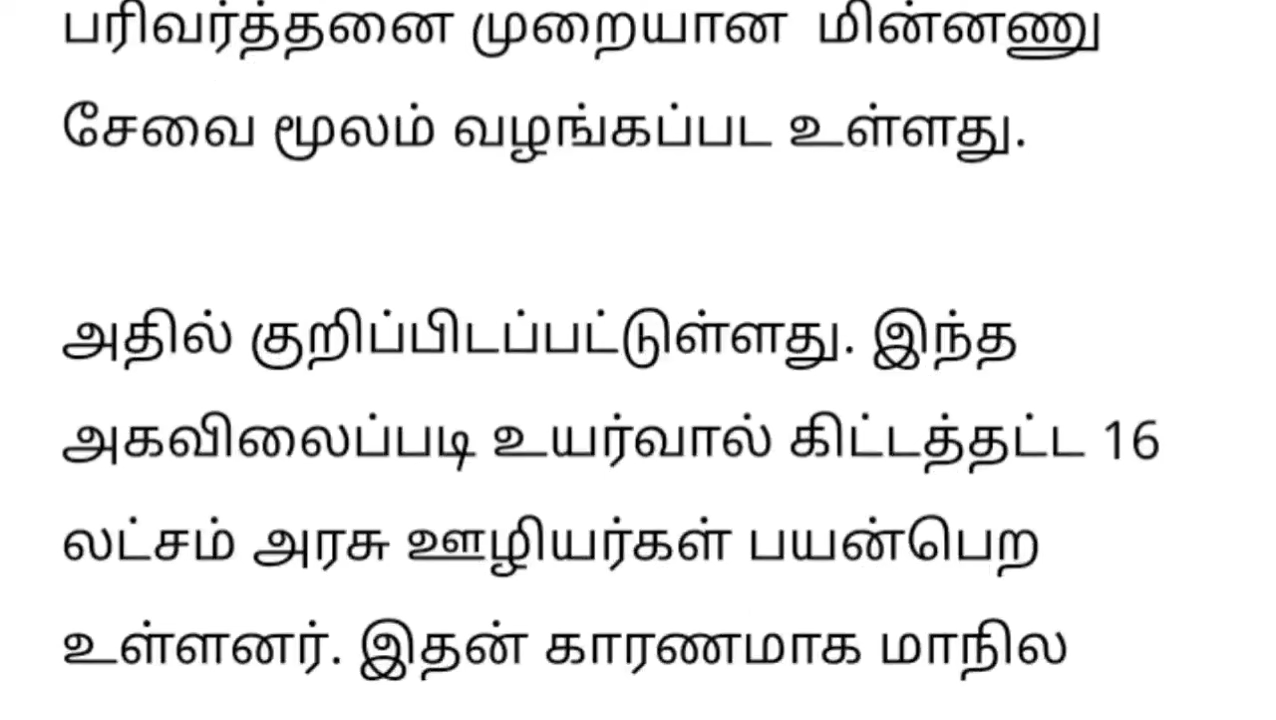 பரிவர்த்தனை முறையான மின்னணு
சேவை மூலம் வழங்கப்பட உள்ளது.
அதில் குறிப்பிடப்பட்டுள்ளது. இந்த
அகவிலைப்படி உயர்வால் கிட்டத்தட்ட 16
லட்சம் அரசு ஊழியர்கள் பயன்பெற
உள்ளனர். இதன் காரணமாக மாநில